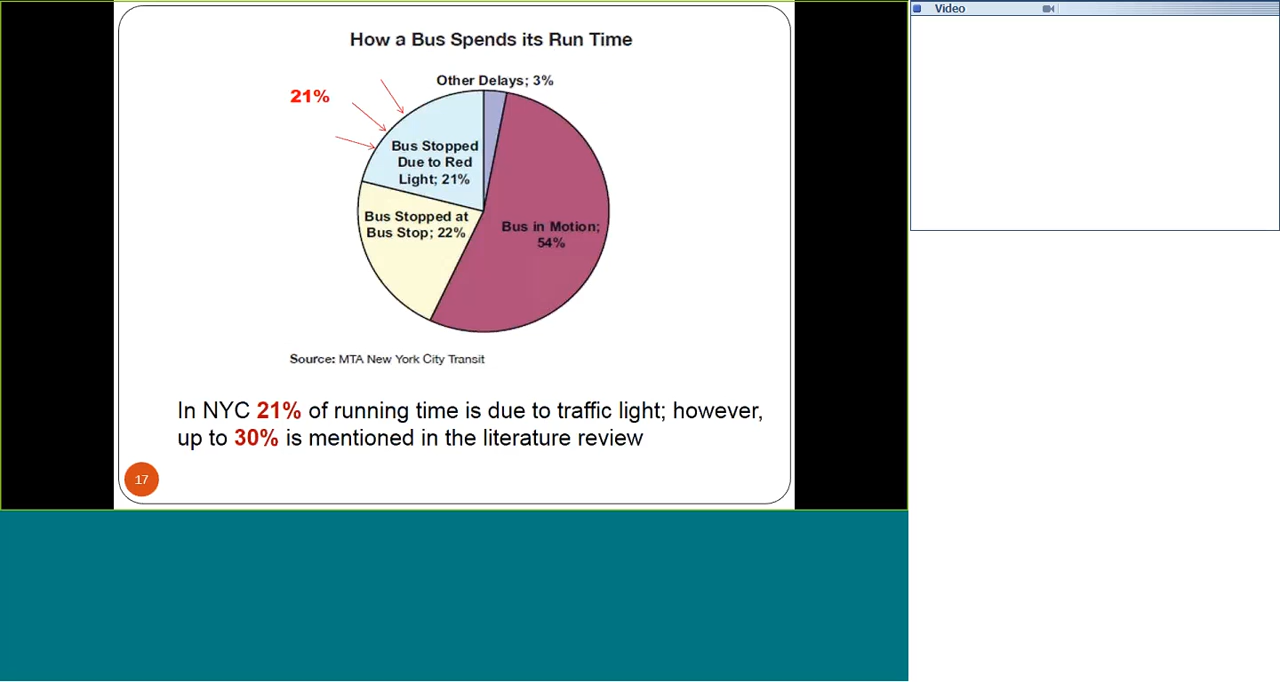 Video
How a Bus Spends its Run Time
Other Delays; 3%
21%
Bus Stopped
Due to Red
Light; 21%
Bus Stopped at
Bus Stop; 22%
Bus in Motion;
54%
Source: MTA New York City Transit
In NYC 21% of running time is due to traffic light; however,
up to 30% is mentioned in the literature review
17